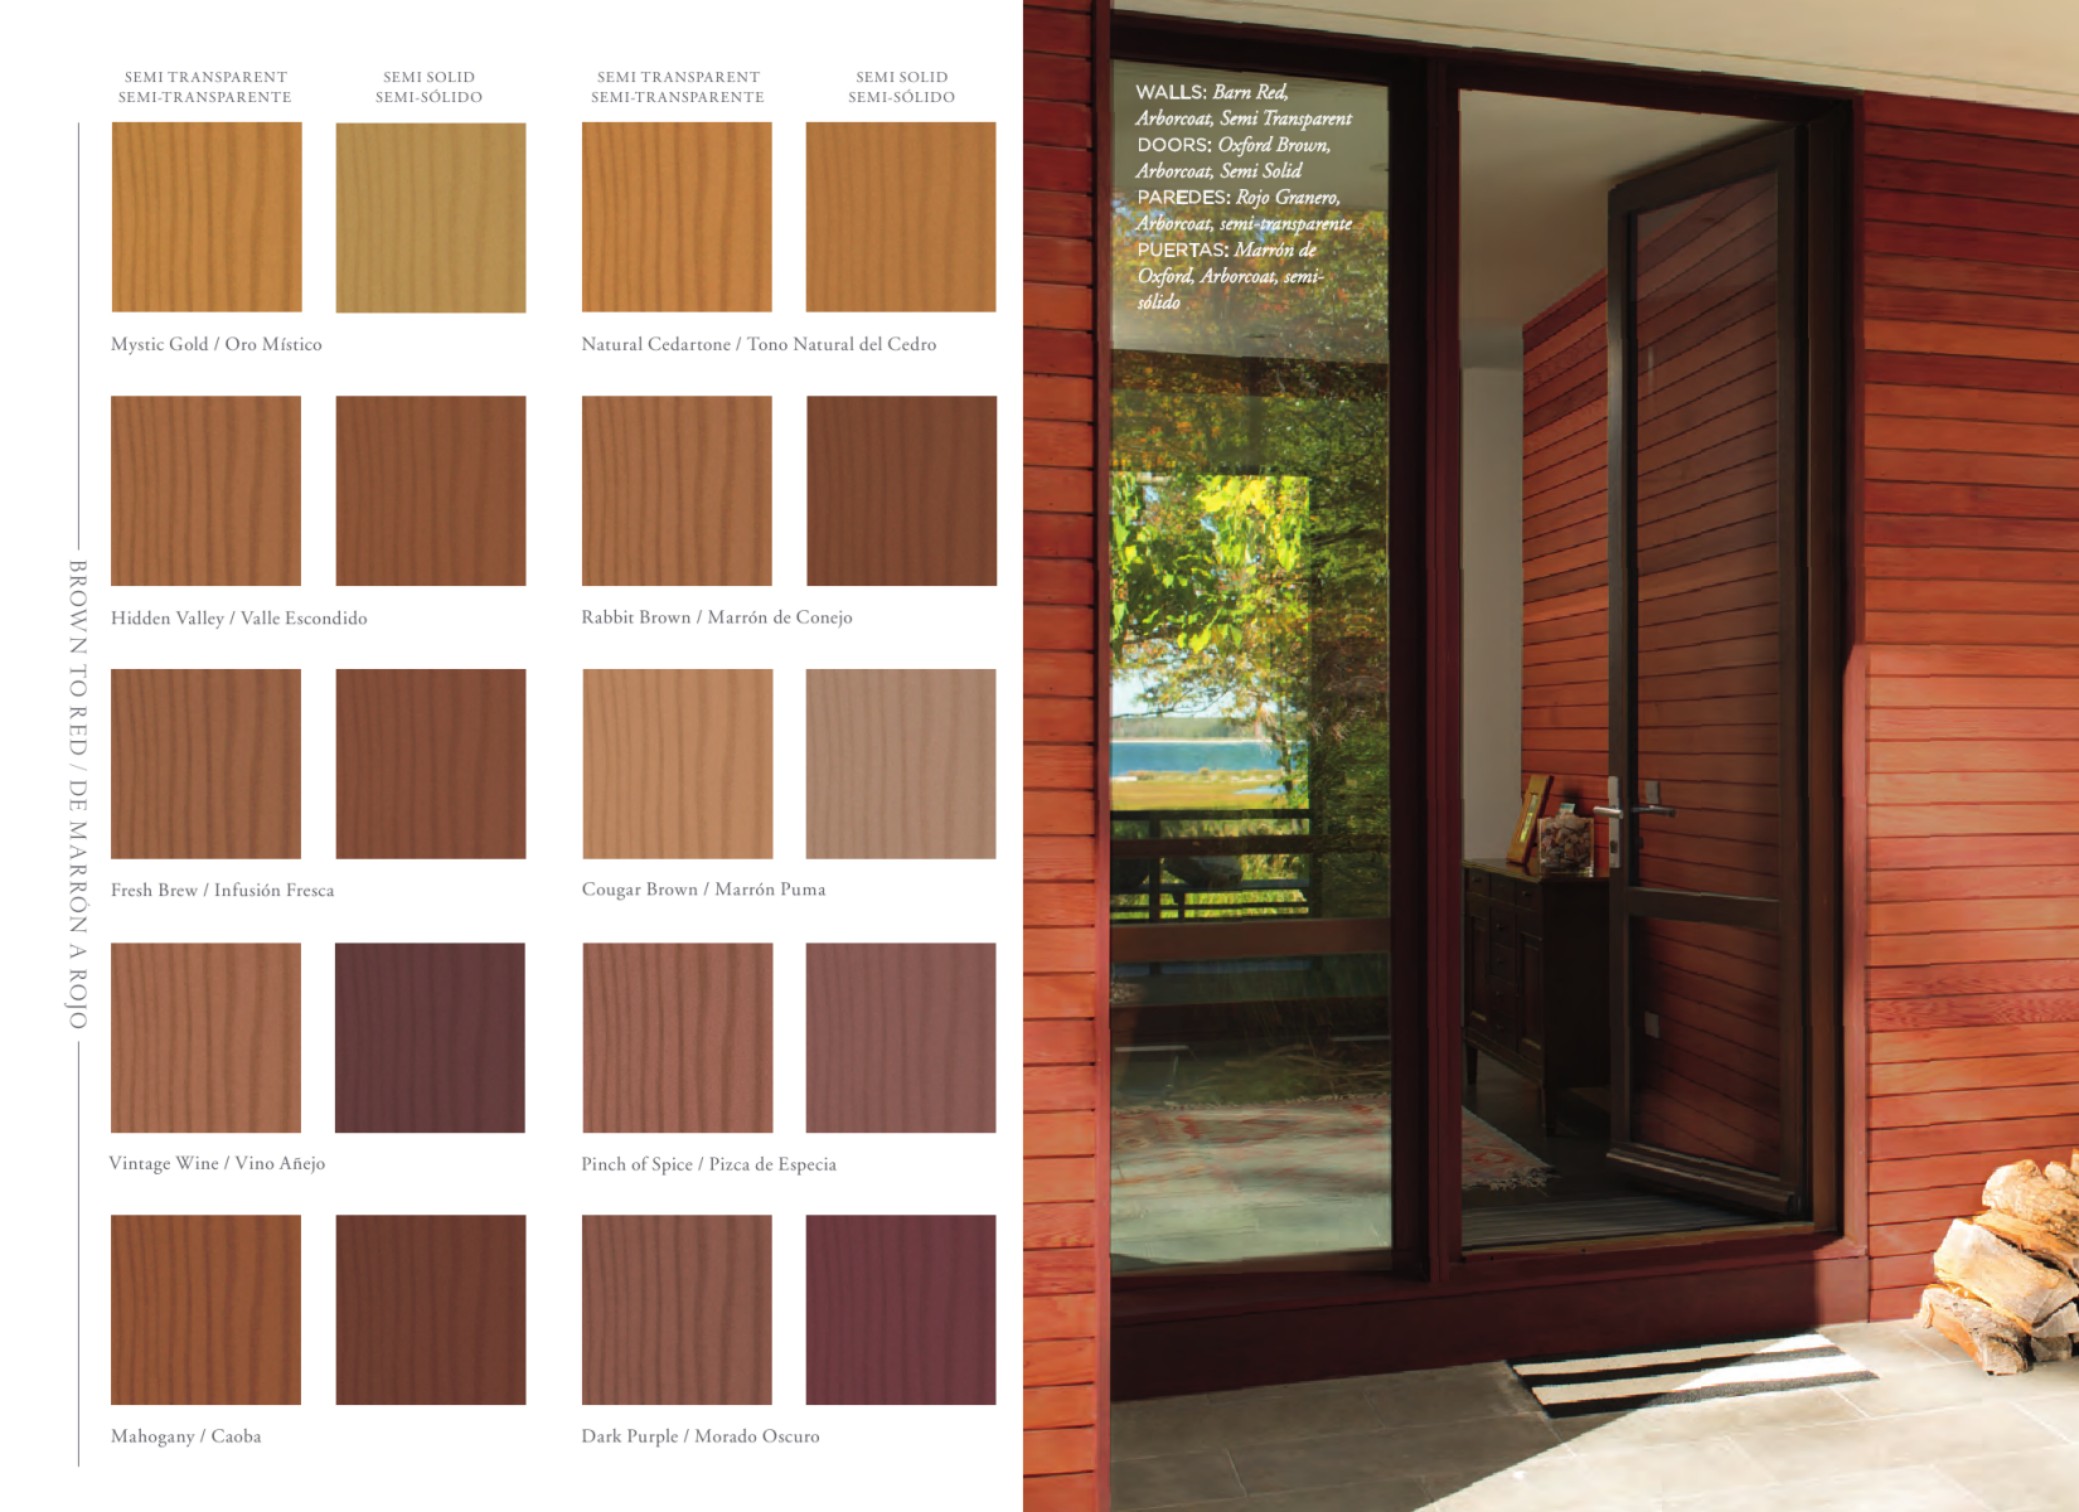 SEMI TRANSPARENT
SEMI-TRANSPARENTE
SEMI SOLID
SEMI-SÓLIDO
SEMI TRANSPARENT
SEMI-TRANSPARENTE
SEMI SOLID
SEMI-SÓLIDO
Mystic Gold / Oro Místico
Natural Cedartone / Tono Natural del Cedro
Hidden Valley / Valle Escondido
Rabbit Brown / Marrón de Conejo
Fresh Brew / Infusión Fresca
Cougar Brown / Marrón Puma
Vintage Wine / Vino Añejo
Pinch of Spice / Pizca de Especia
Mahogany / Caoba
Dark Purple / Morado Oscuro
BROWN TO RED / DE MARRÓN A ROJO
WALLS: Barn Red,
Arborcoat, Semi Transparent
DOORS: Oxford Brown,
Arborcoat, Semi Solid
PAREDES: Rojo Granero,
Arborcoat, semi-transparente
PUERTAS: Marrón de
Oxford, Arborcoat, semi-
sólido